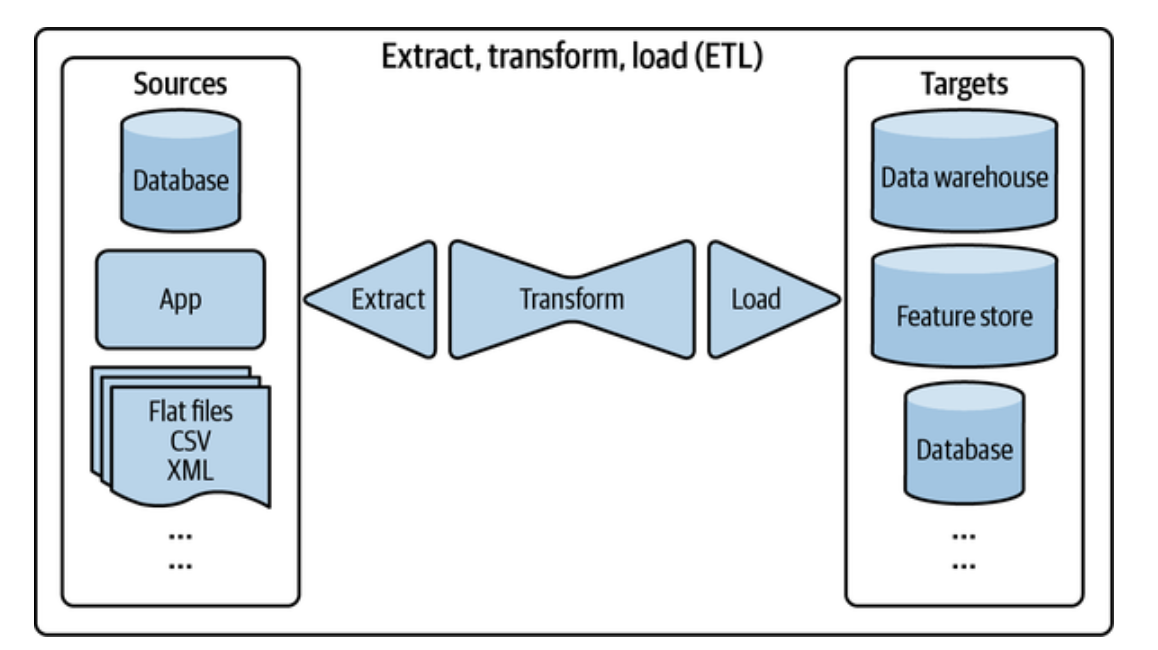 Extract, transform, load (ETL)
Sources
Database
App
Flat files
CSV
XML
...
...
Extract
Transform
Load
Targets
Data warehouse
Feature store
Database
...
...